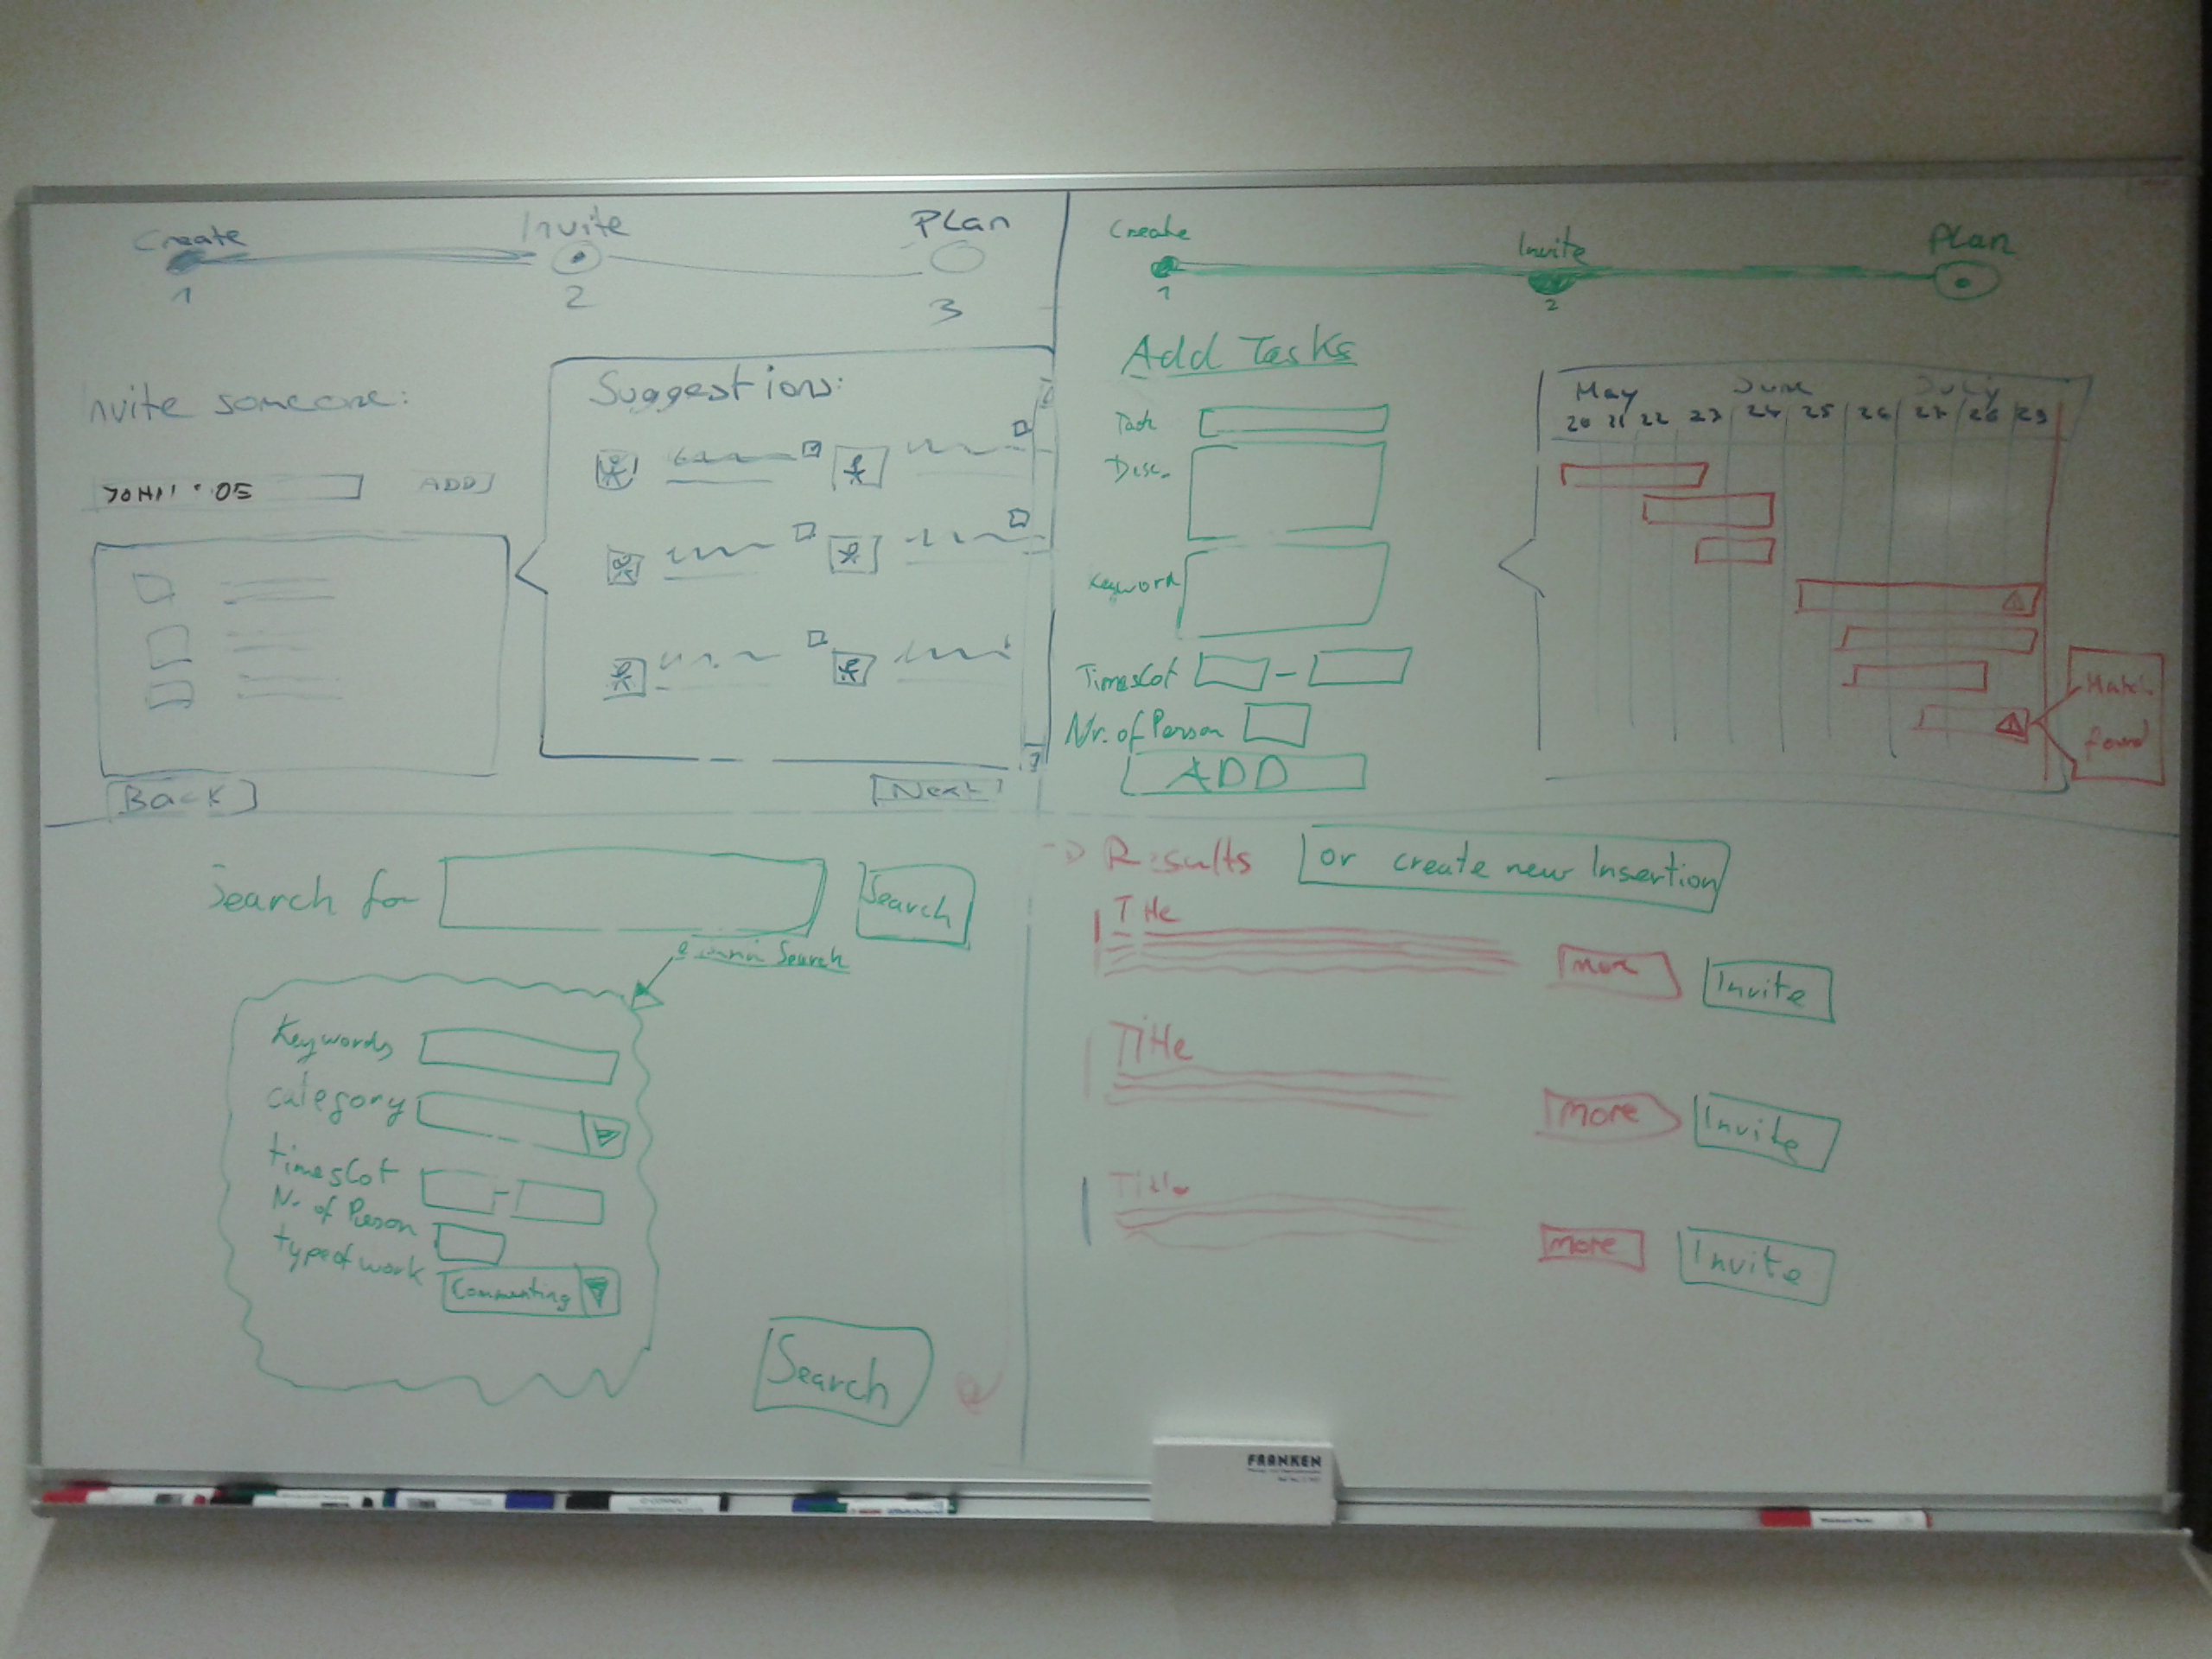 Create
Invite
Plan
1
2
3
Invite someone:
ADD
Suggestions:
Back
Next
Create
Invite
Plan
1
2
Add Tasks
Task
Desc.
Keyword
Timeslot -
Nr. of Person
ADD
May June July
20 21 22 23 24 25 26 27 28 29
Match
found
Search for
Search
Search
Keywords
category
timeslot -
Nr. of Person
type of work
Commenting
Search
-> Results
or create new Insertion
Title
more
Invite
Title
more
Invite
Title
more
Invite
FRANKEN